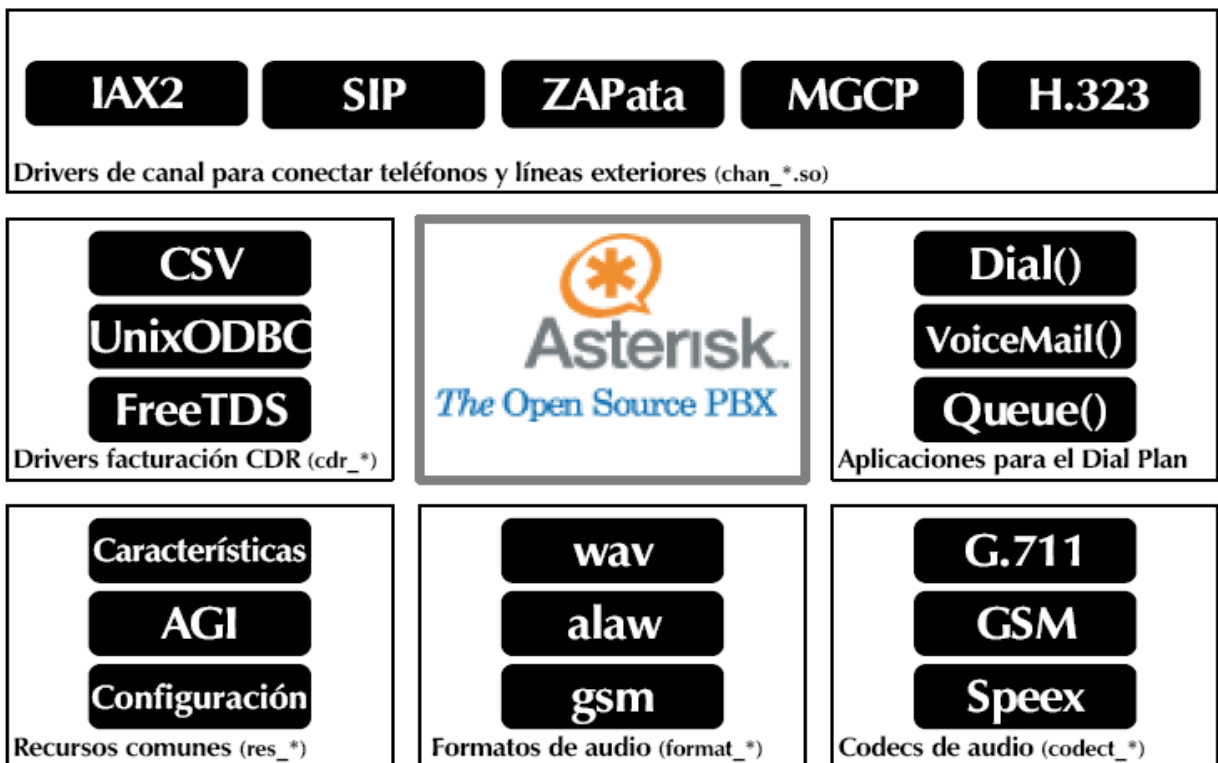 IAX2 SIP ZAPata MGCP H.323
Drivers de canal para conectar teléfonos y líneas exteriores (chan_*.so)
CSV
UnixODBC
FreeTDS
Drivers facturación CDR (cdr_*)
Asterisk™
The Open Source PBX
Dial()
VoiceMail()
Queue()
Aplicaciones para el Dial Plan
Características
AGI
Configuración
Recursos comunes (res_*)
wav
alaw
gsm
Formatos de audio (format_*)
G.711
GSM
Speex
Codecs de audio (codect_*)